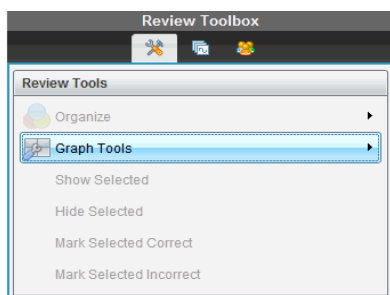 Review Toolbox
Review Tools
Organize
Graph Tools
Show Selected
Hide Selected
Mark Selected Correct
Mark Selected Incorrect